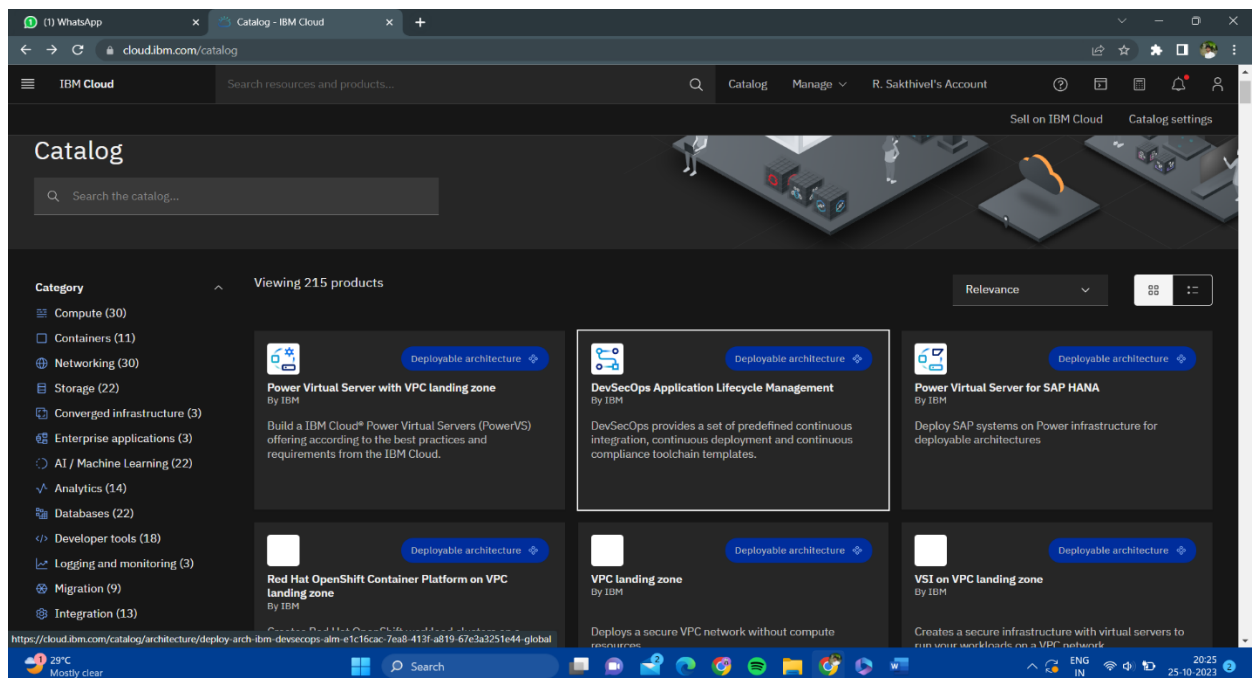 (1) WhatsApp
Catalog - IBM Cloud
cloud.ibm.com/catalog
IBM Cloud
Search resources and products...
Catalog
Manage
R. Sakthivel's Account
Sell on IBM Cloud
Catalog settings
Catalog
Search the catalog...
Category
Compute (30)
Containers (11)
Networking (30)
Storage (22)
Converged infrastructure (3)
Enterprise applications (3)
AI / Machine Learning (22)
Analytics (14)
Databases (22)
Developer tools (18)
Logging and monitoring (3)
Migration (9)
Integration (13)
Viewing 215 products
Relevance
Deployable architecture
Power Virtual Server with VPC landing zone
By IBM
Build a IBM Cloud® Power Virtual Servers (PowerVS)
offering according to the best practices and
requirements from the IBM Cloud.
Deployable architecture
DevSecOps Application Lifecycle Management
By IBM
DevSecOps provides a set of predefined continuous
integration, continuous deployment and continuous
compliance toolchain templates.
Deployable architecture
Power Virtual Server for SAP HANA
By IBM
Deploy SAP systems on Power infrastructure for
deployable architectures
Deployable architecture
Red Hat OpenShift Container Platform on VPC
landing zone
By IBM
Deployable architecture
VPC landing zone
By IBM
Deploys a secure VPC network without compute
resources
Deployable architecture
VSI on VPC landing zone
By IBM
Creates a secure infrastructure with virtual servers to
run your workloads on a VPC network
https://cloud.ibm.com/catalog/architecture/deploy-arch-ibm-devsecops-alm-e1c16cac-7ea8-413f-a819-67e3a3251e44-global
29°C
Mostly clear
Search
ENG
IN
20:25
25-10-2023
2